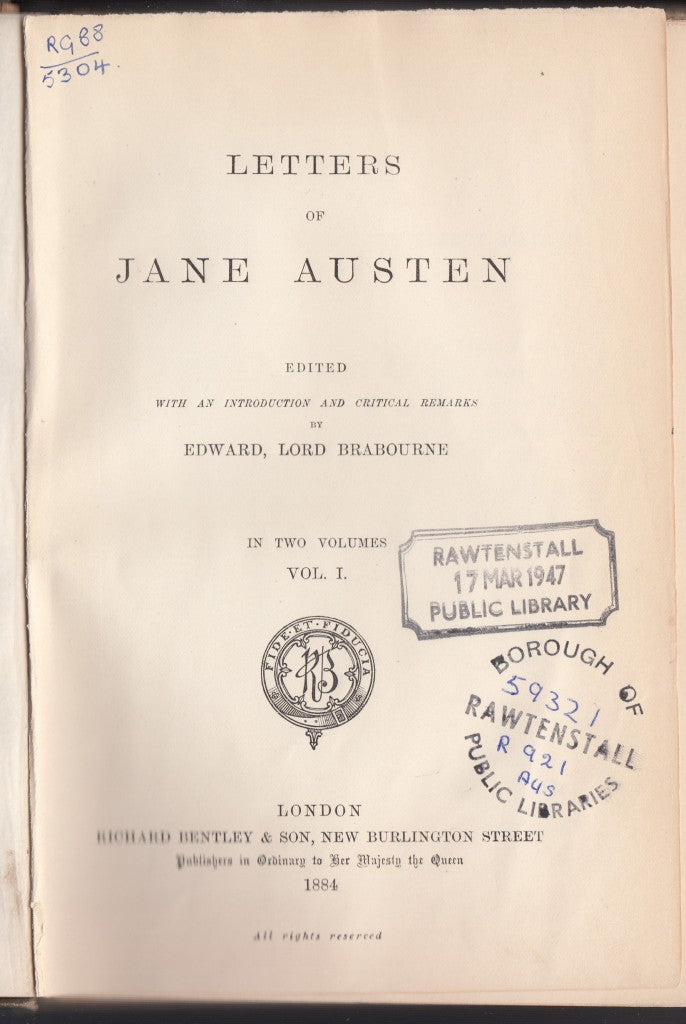 RG88
5304.
LETTERS
OF
JANE AUSTEN
EDITED
WITH AN INTRODUCTION AND CRITICAL REMARKS
BY
EDWARD, LORD BRABOURNE
IN TWO VOLUMES
VOL. I.
RAWTENSTALL
17 MAR 1947
PUBLIC LIBRARY
FIDE·ET·FIDUCIA
RB
BOROUGH OF
59321
RAWTENSTALL
R 921
AUS
PUBLIC LIBRARIES
LONDON
RICHARD BENTLEY & SON, NEW BURLINGTON STREET
Publishers in Ordinary to Her Majesty the Queen
1884
All rights reserved